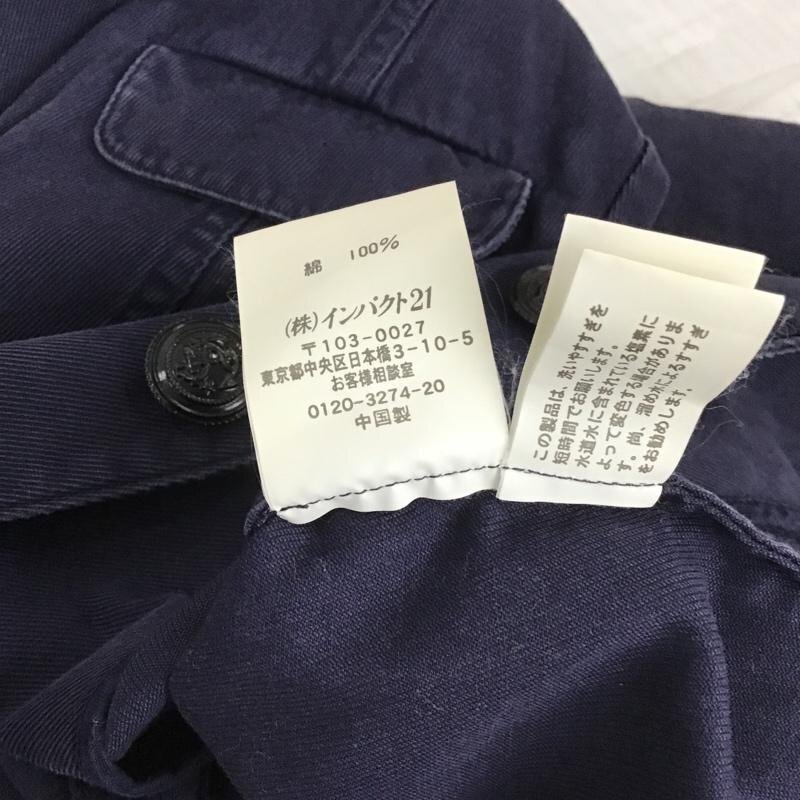 綿 100%
(株)インパクト21
〒103-0027
東京都中央区日本橋3-10-5
お客様相談室
0120-3274-20
中国製
この製品は、洗いやすすぎを
短時間でお願いします。
水道水に含まれている塩素に
よって変色する場合がありま
す。尚、溜め水によるすすぎ
をお勧めします。